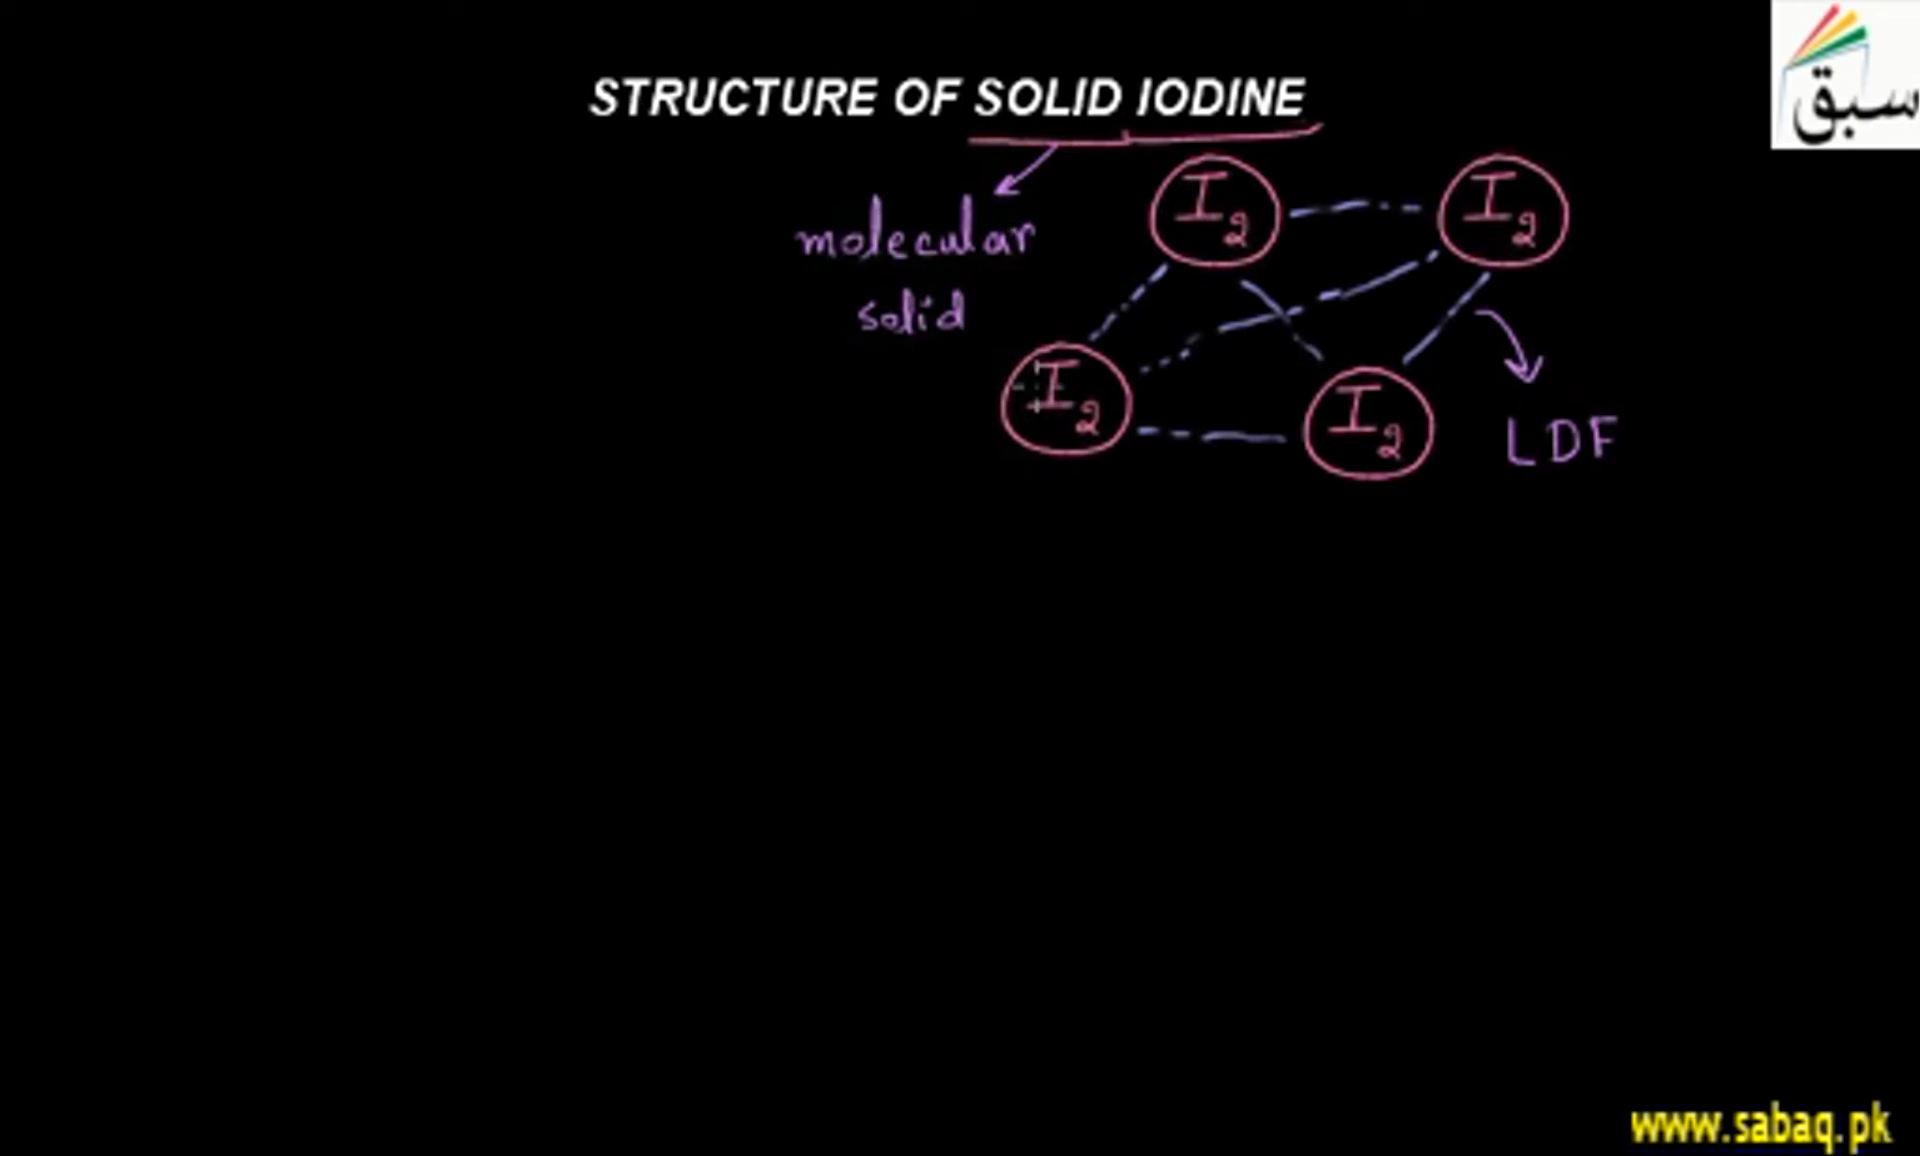 سبق
STRUCTURE OF SOLID IODINE
molecular
solid
I₂
I₂
I₂
I₂
LDF
www.sabaq.pk